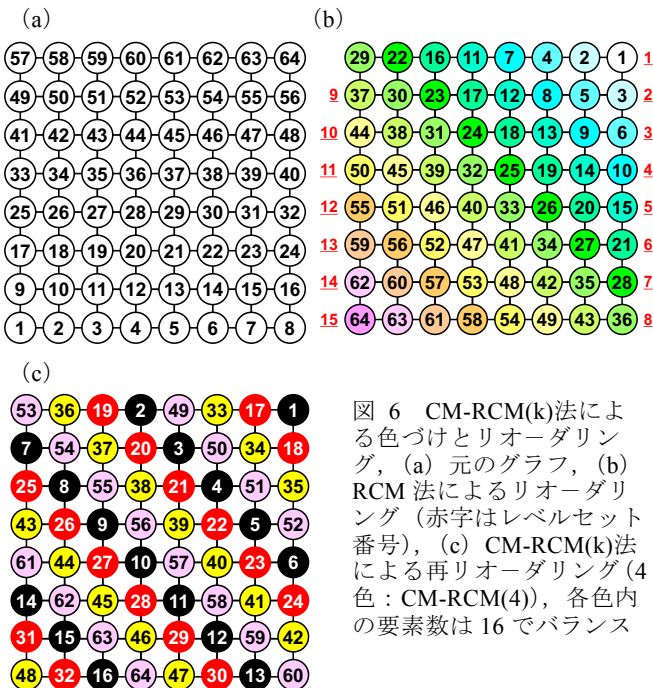 (a)
57 58 59 60 61 62 63 64
49 50 51 52 53 54 55 56
41 42 43 44 45 46 47 48
33 34 35 36 37 38 39 40
25 26 27 28 29 30 31 32
17 18 19 20 21 22 23 24
9 10 11 12 13 14 15 16
1 2 3 4 5 6 7 8
(b)
29 22 16 11 7 4 2 1 1
9 37 30 23 17 12 8 5 3 2
10 44 38 31 24 18 13 9 6 3
11 50 45 39 32 25 19 14 10 4
12 55 51 46 40 33 26 20 15 5
13 59 56 52 47 41 34 27 21 6
14 62 60 57 53 48 42 35 28 7
15 64 63 61 58 54 49 43 36 8
(c)
53 36 19 2 49 33 17 1
7 54 37 20 3 50 34 18
25 8 55 38 21 4 51 35
43 26 9 56 39 22 5 52
61 44 27 10 57 40 23 6
14 62 45 28 11 58 41 24
31 15 63 46 29 12 59 42
48 32 16 64 47 30 13 60
図 6 CM-RCM(k)法によ
る色づけとリオーダリン
グ, (a) 元のグラフ, (b)
RCM 法によるリオーダリ
ング (赤字はレベルセット
番号), (c) CM-RCM(k)法
による再リオーダリング(4
色:CM-RCM(4)), 各色内
の要素数は 16 でバランス